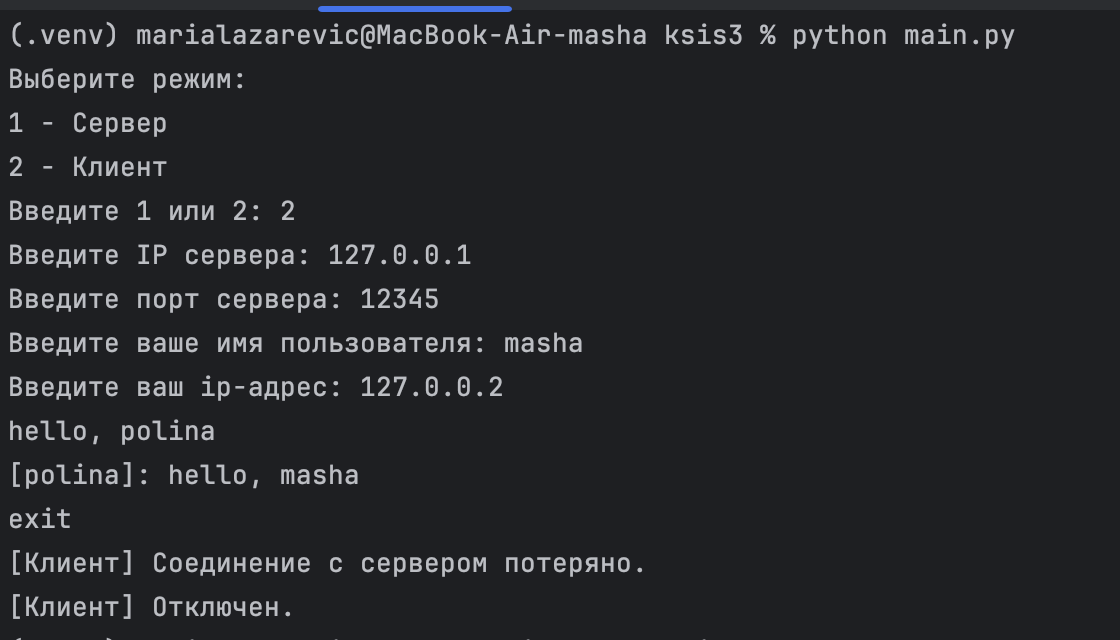 (.venv) marialazarevic@MacBook-Air-masha ksis3 % python main.py
Выберите режим:
1 - Сервер
2 - Клиент
Введите 1 или 2: 2
Введите IP сервера: 127.0.0.1
Введите порт сервера: 12345
Введите ваше имя пользователя: masha
Введите ваш ip-адрес: 127.0.0.2
hello, polina
[polina]: hello, masha
exit
[Клиент] Соединение с сервером потеряно.
[Клиент] Отключен.